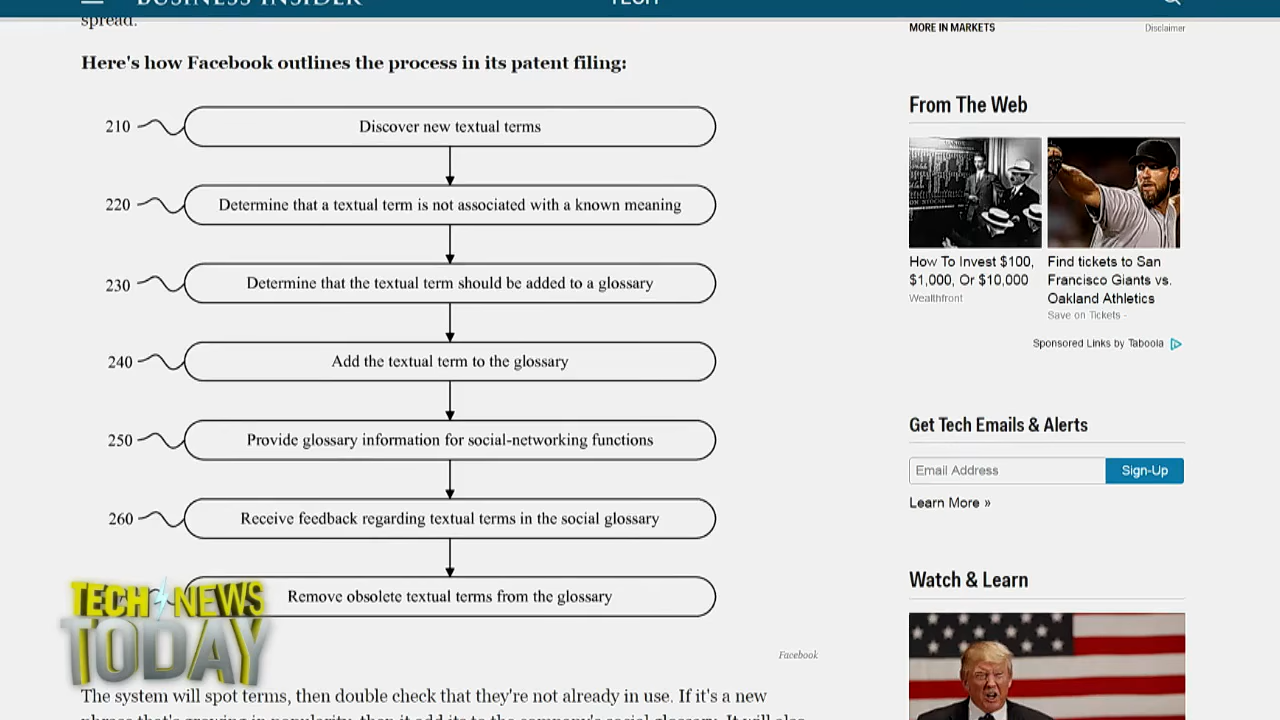 BUSINESS INSIDER
TECH
spread.
Here's how Facebook outlines the process in its patent filing:
210
Discover new textual terms
220
Determine that a textual term is not associated with a known meaning
230
Determine that the textual term should be added to a glossary
240
Add the textual term to the glossary
250
Provide glossary information for social-networking functions
260
Receive feedback regarding textual terms in the social glossary
Remove obsolete textual terms from the glossary
Facebook
The system will spot terms, then double check that they're not already in use. If it's a new
TECH NEWS
TODAY
MORE IN MARKETS
Disclaimer
From The Web
How To Invest $100,
$1,000, Or $10,000
Wealthfront
Find tickets to San
Francisco Giants vs.
Oakland Athletics
Save on Tickets -
Sponsored Links by Taboola
Get Tech Emails & Alerts
Email Address
Sign-Up
Learn More »
Watch & Learn